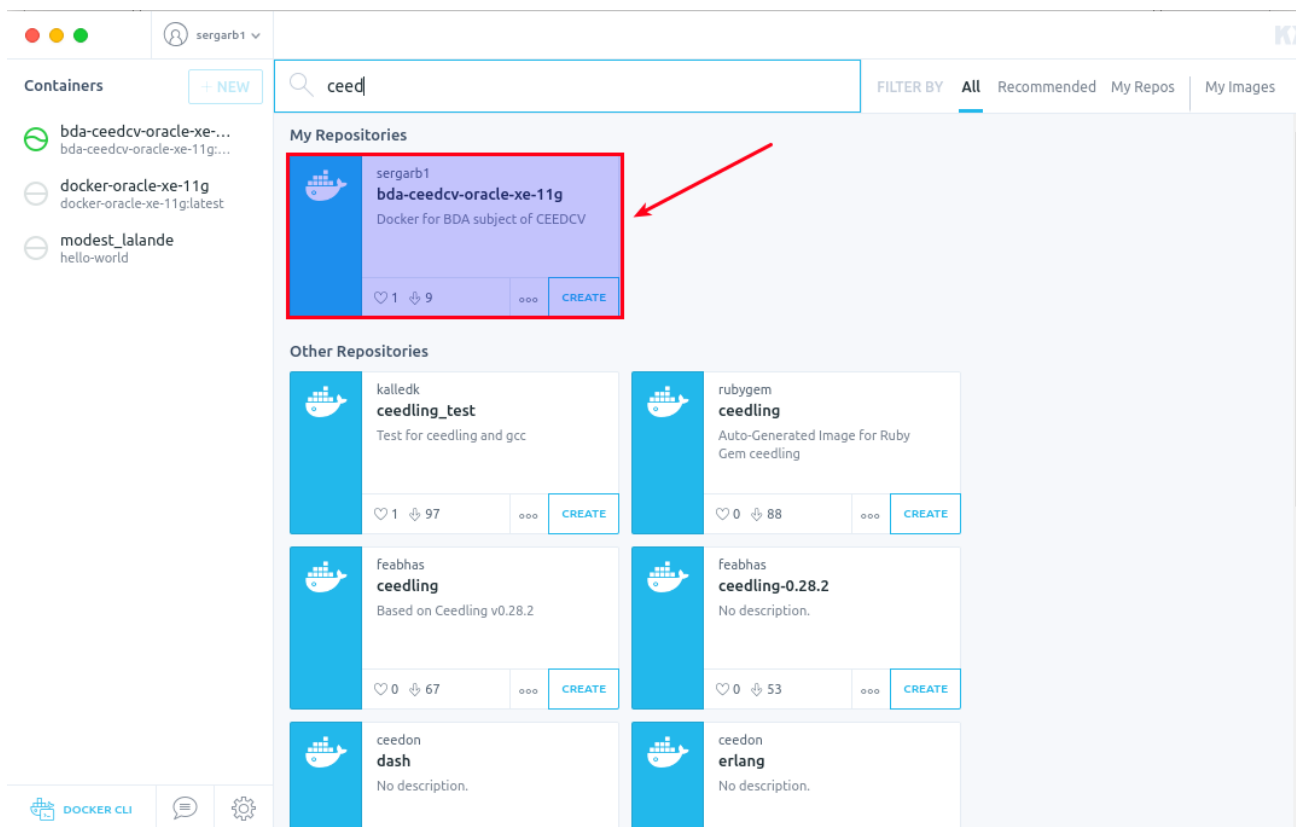 sergarb1
KI
Containers
+ NEW
ceed
FILTER BY All Recommended My Repos My Images
bda-ceedcv-oracle-xe-...
bda-ceedcv-oracle-xe-11g:...
docker-oracle-xe-11g
docker-oracle-xe-11g:latest
modest_lalande
hello-world
My Repositories
sergarb1
bda-ceedcv-oracle-xe-11g
Docker for BDA subject of CEEDCV
1 9 CREATE
Other Repositories
kalledk
ceedling_test
Test for ceedling and gcc
1 97 CREATE
rubygem
ceedling
Auto-Generated Image for Ruby
Gem ceedling
0 88 CREATE
feabhas
ceedling
Based on Ceedling v0.28.2
0 67 CREATE
feabhas
ceedling-0.28.2
No description.
0 53 CREATE
ceedon
dash
No description.
ceedon
erlang
No description.
DOCKER CLI